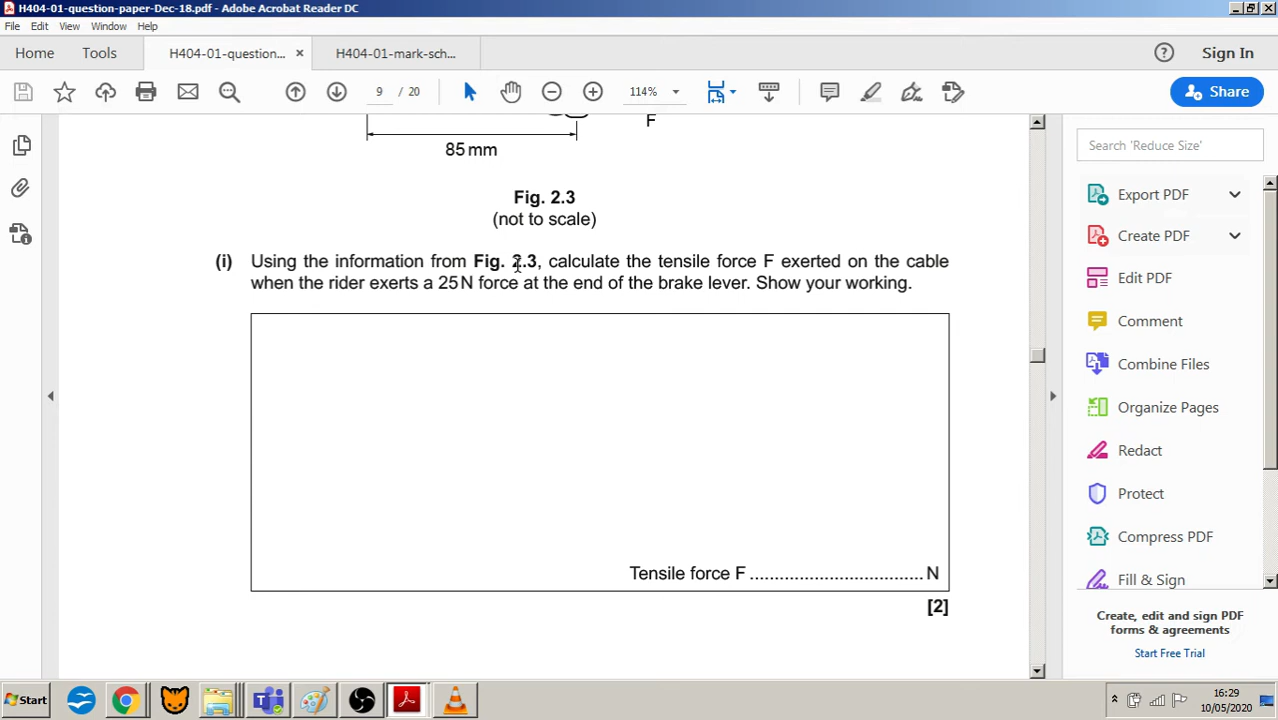 H404-01-question-paper-Dec-18.pdf - Adobe Acrobat Reader DC
File Edit View Window Help
Home Tools H404-01-question... × H404-01-mark-sch... Sign In
9 / 20 114% Share
F
85 mm
Search 'Reduce Size'
Fig. 2.3
(not to scale)
(i) Using the information from Fig. 2.3, calculate the tensile force F exerted on the cable
when the rider exerts a 25 N force at the end of the brake lever. Show your working.
Tensile force F ................................... N
[2]
Export PDF
Create PDF
Edit PDF
Comment
Combine Files
Organize Pages
Redact
Protect
Compress PDF
Fill & Sign
Create, edit and sign PDF
forms & agreements
Start Free Trial
Start
16:29
10/05/2020